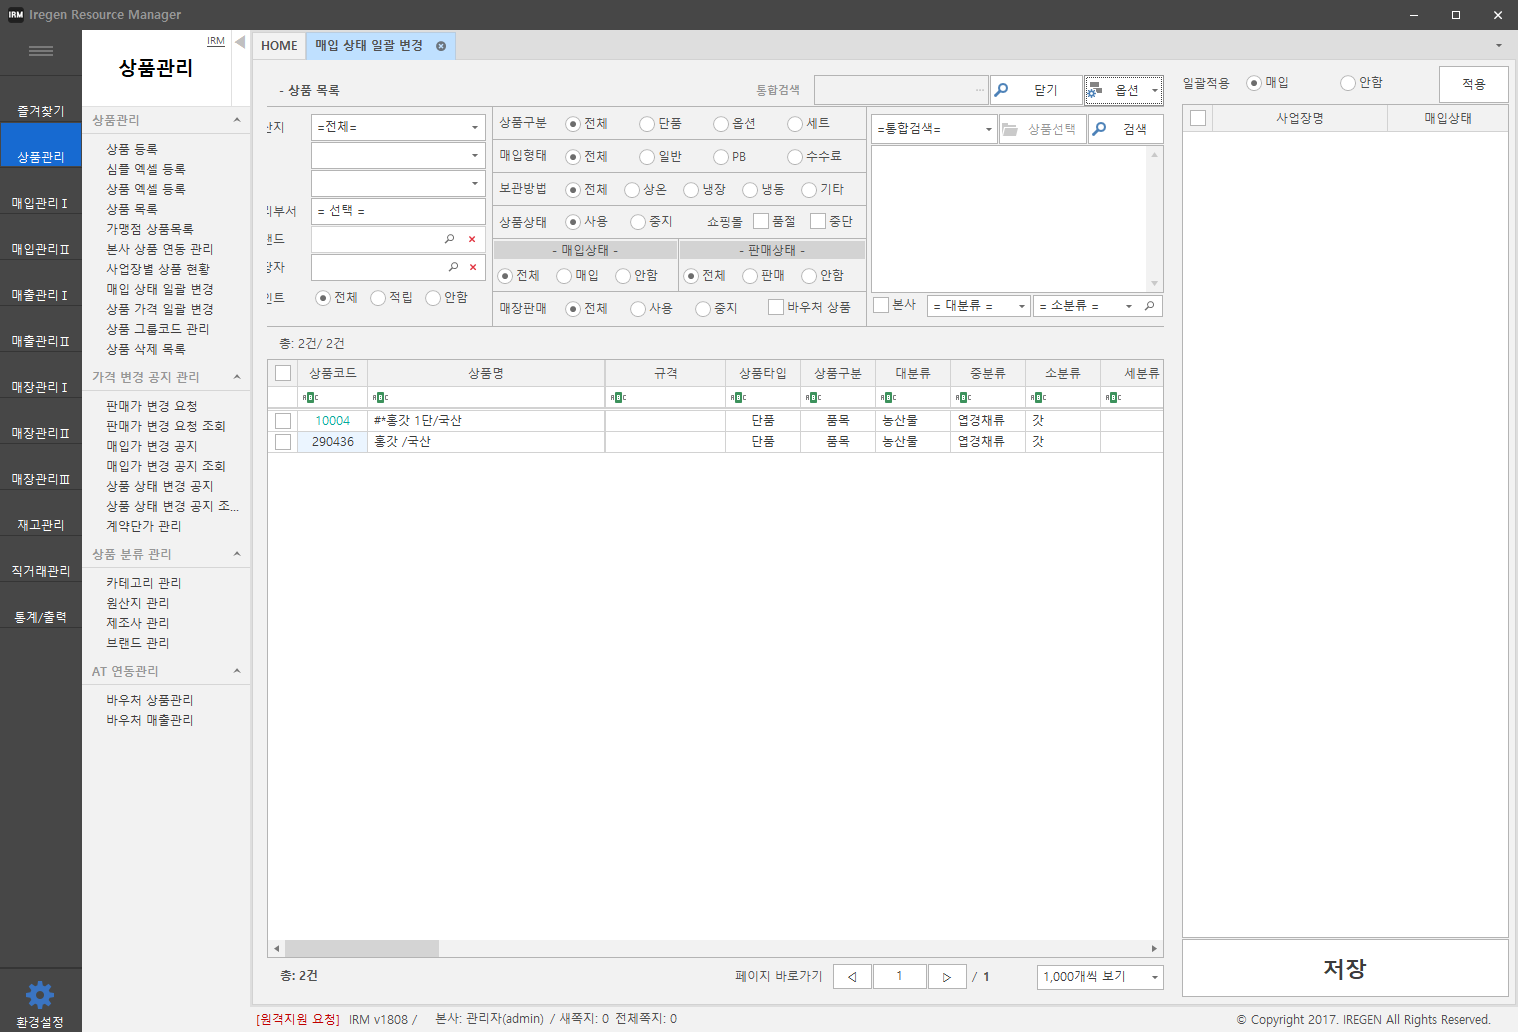 IRM Iregen Resource Manager
IRM
상품관리
즐겨찾기
상품관리
매입관리 I
매입관리Ⅱ
매출관리 I
매출관리Ⅱ
매장관리 I
매장관리Ⅱ
매장관리Ⅲ
재고관리
직거래관리
통계/출력
환경설정
상품관리
상품 등록
심플 엑셀 등록
상품 엑셀 등록
상품 목록
가맹점 상품목록
본사 상품 연동 관리
사업장별 상품 현황
매입 상태 일괄 변경
상품 가격 일괄 변경
상품 그룹코드 관리
상품 삭제 목록
가격 변경 공지 관리
판매가 변경 요청
판매가 변경 요청 조회
매입가 변경 공지
매입가 변경 공지 조회
상품 상태 변경 공지
상품 상태 변경 공지 조...
계약단가 관리
상품 분류 관리
카테고리 관리
원산지 관리
제조사 관리
브랜드 관리
AT 연동관리
바우처 상품관리
바우처 매출관리
HOME 매입 상태 일괄 변경
- 상품 목록 통합검색 ... 닫기 옵션
=전체=
= 선택 =
전체 적립 안함
상품구분 전체 단품 옵션 세트
매입형태 전체 일반 PB 수수료
보관방법 전체 상온 냉장 냉동 기타
상품상태 사용 중지 쇼핑몰 품절 중단
- 매입상태 - - 판매상태 -
전체 매입 안함 전체 판매 안함
매장판매 전체 사용 중지 바우처 상품
=통합검색= 상품선택 검색
본사 = 대분류 = = 소분류 =
총: 2건/ 2건
상품코드 상품명 규격 상품타입 상품구분 대분류 중분류 소분류 세분류
10004 #*홍갓 1단/국산 단품 품목 농산물 엽경채류 갓
290436 홍갓 /국산 단품 품목 농산물 엽경채류 갓
총: 2건 페이지 바로가기 1 / 1 1,000개씩 보기
일괄적용 매입 안함 적용
사업장명 매입상태
저장
[원격지원 요청] IRM v1808 / 본사: 관리자(admin) / 새쪽지: 0 전체쪽지: 0
© Copyright 2017. IREGEN All Rights Reserved.